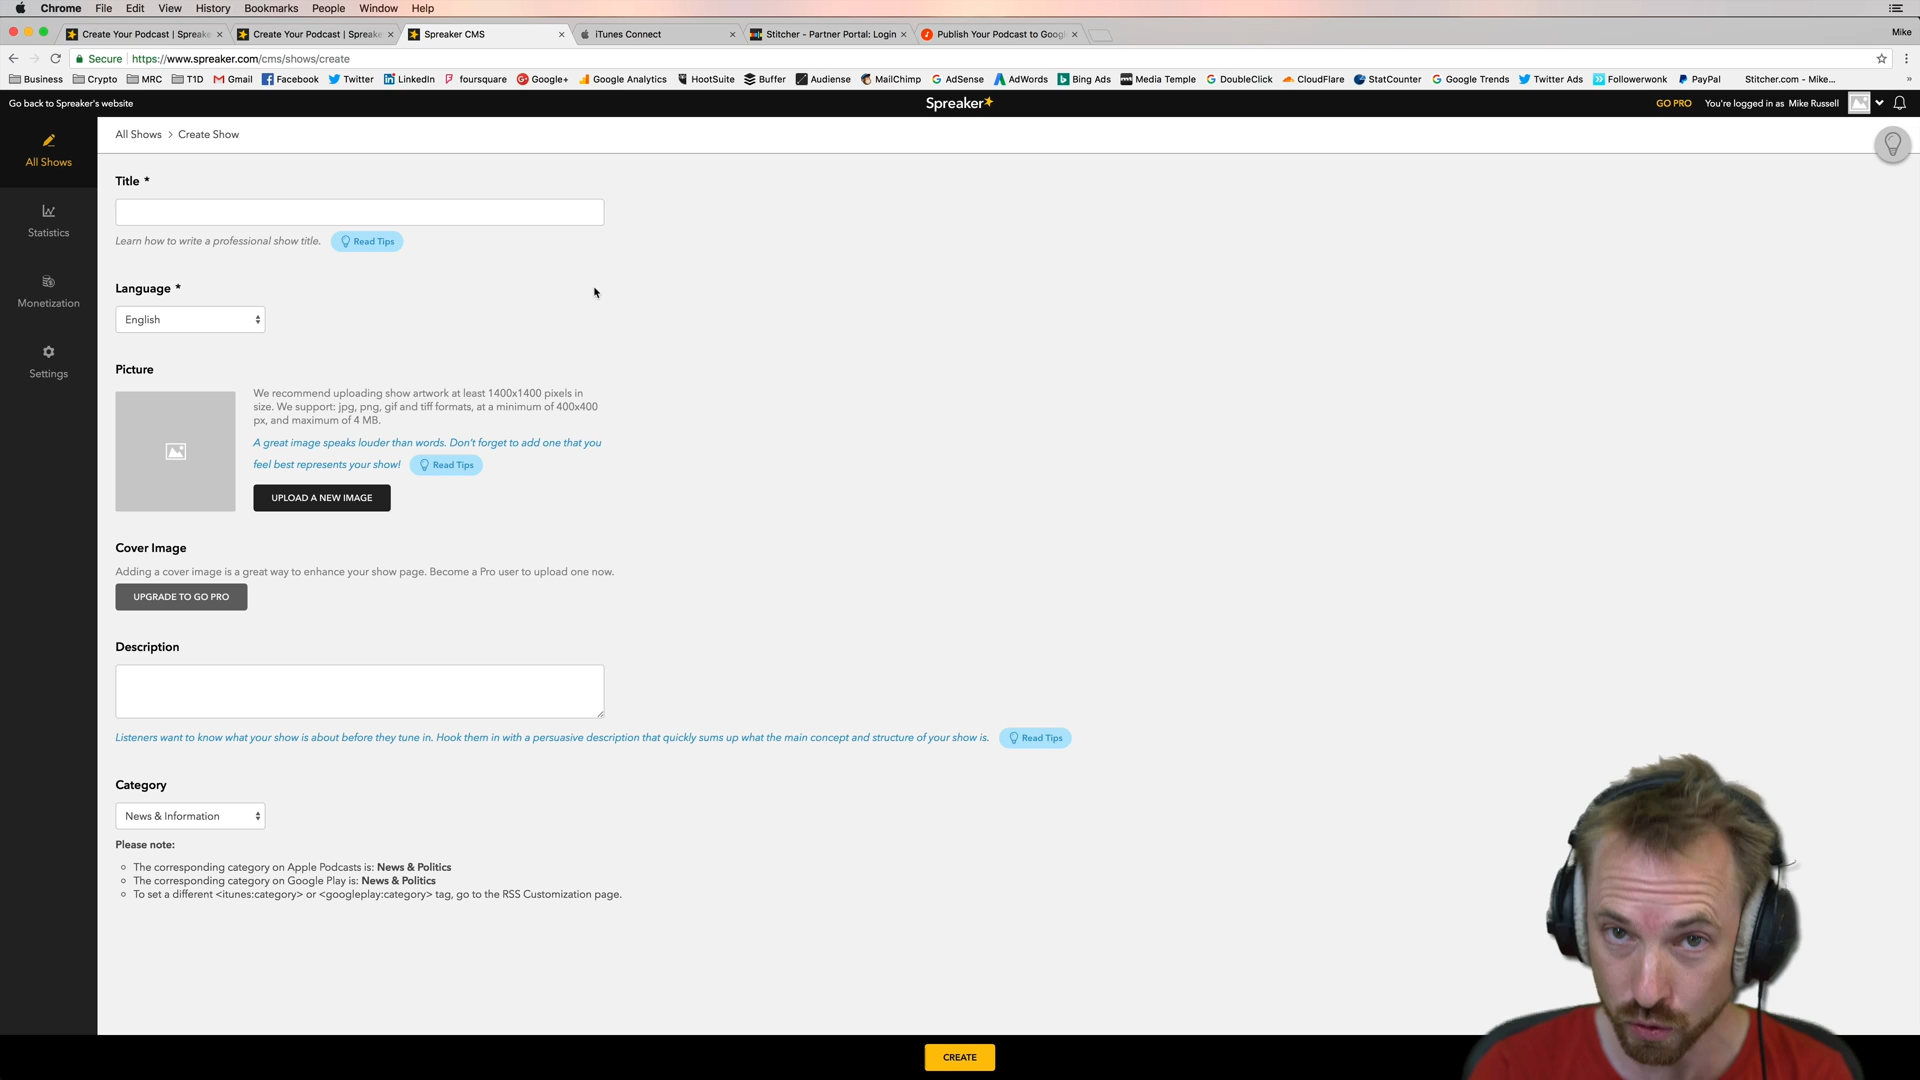 Chrome File Edit View History Bookmarks People Window Help
Create Your Podcast | Spreake
Create Your Podcast | Spreake
Spreaker CMS
iTunes Connect
Stitcher - Partner Portal: Login
Publish Your Podcast to Googl
Mike
Secure https://www.spreaker.com/cms/shows/create
Business Crypto MRC T1D Gmail Facebook Twitter LinkedIn foursquare Google+ Google Analytics HootSuite Buffer Audiense MailChimp AdSense AdWords Bing Ads Media Temple DoubleClick CloudFlare StatCounter Google Trends Twitter Ads Followerwonk PayPal Stitcher.com - Mike... »
Go back to Spreaker's website
Spreaker
GO PRO You're logged in as Mike Russell
All Shows
Statistics
Monetization
Settings
All Shows > Create Show
Title *
Learn how to write a professional show title. Read Tips
Language *
English
Picture
We recommend uploading show artwork at least 1400x1400 pixels in
size. We support: jpg, png, gif and tiff formats, at a minimum of 400x400
px, and maximum of 4 MB.
A great image speaks louder than words. Don't forget to add one that you
feel best represents your show! Read Tips
UPLOAD A NEW IMAGE
Cover Image
Adding a cover image is a great way to enhance your show page. Become a Pro user to upload one now.
UPGRADE TO GO PRO
Description
Listeners want to know what your show is about before they tune in. Hook them in with a persuasive description that quickly sums up what the main concept and structure of your show is. Read Tips
Category
News & Information
Please note:
The corresponding category on Apple Podcasts is: News & Politics
The corresponding category on Google Play is: News & Politics
To set a different <itunes:category> or <googleplay:category> tag, go to the RSS Customization page.
CREATE